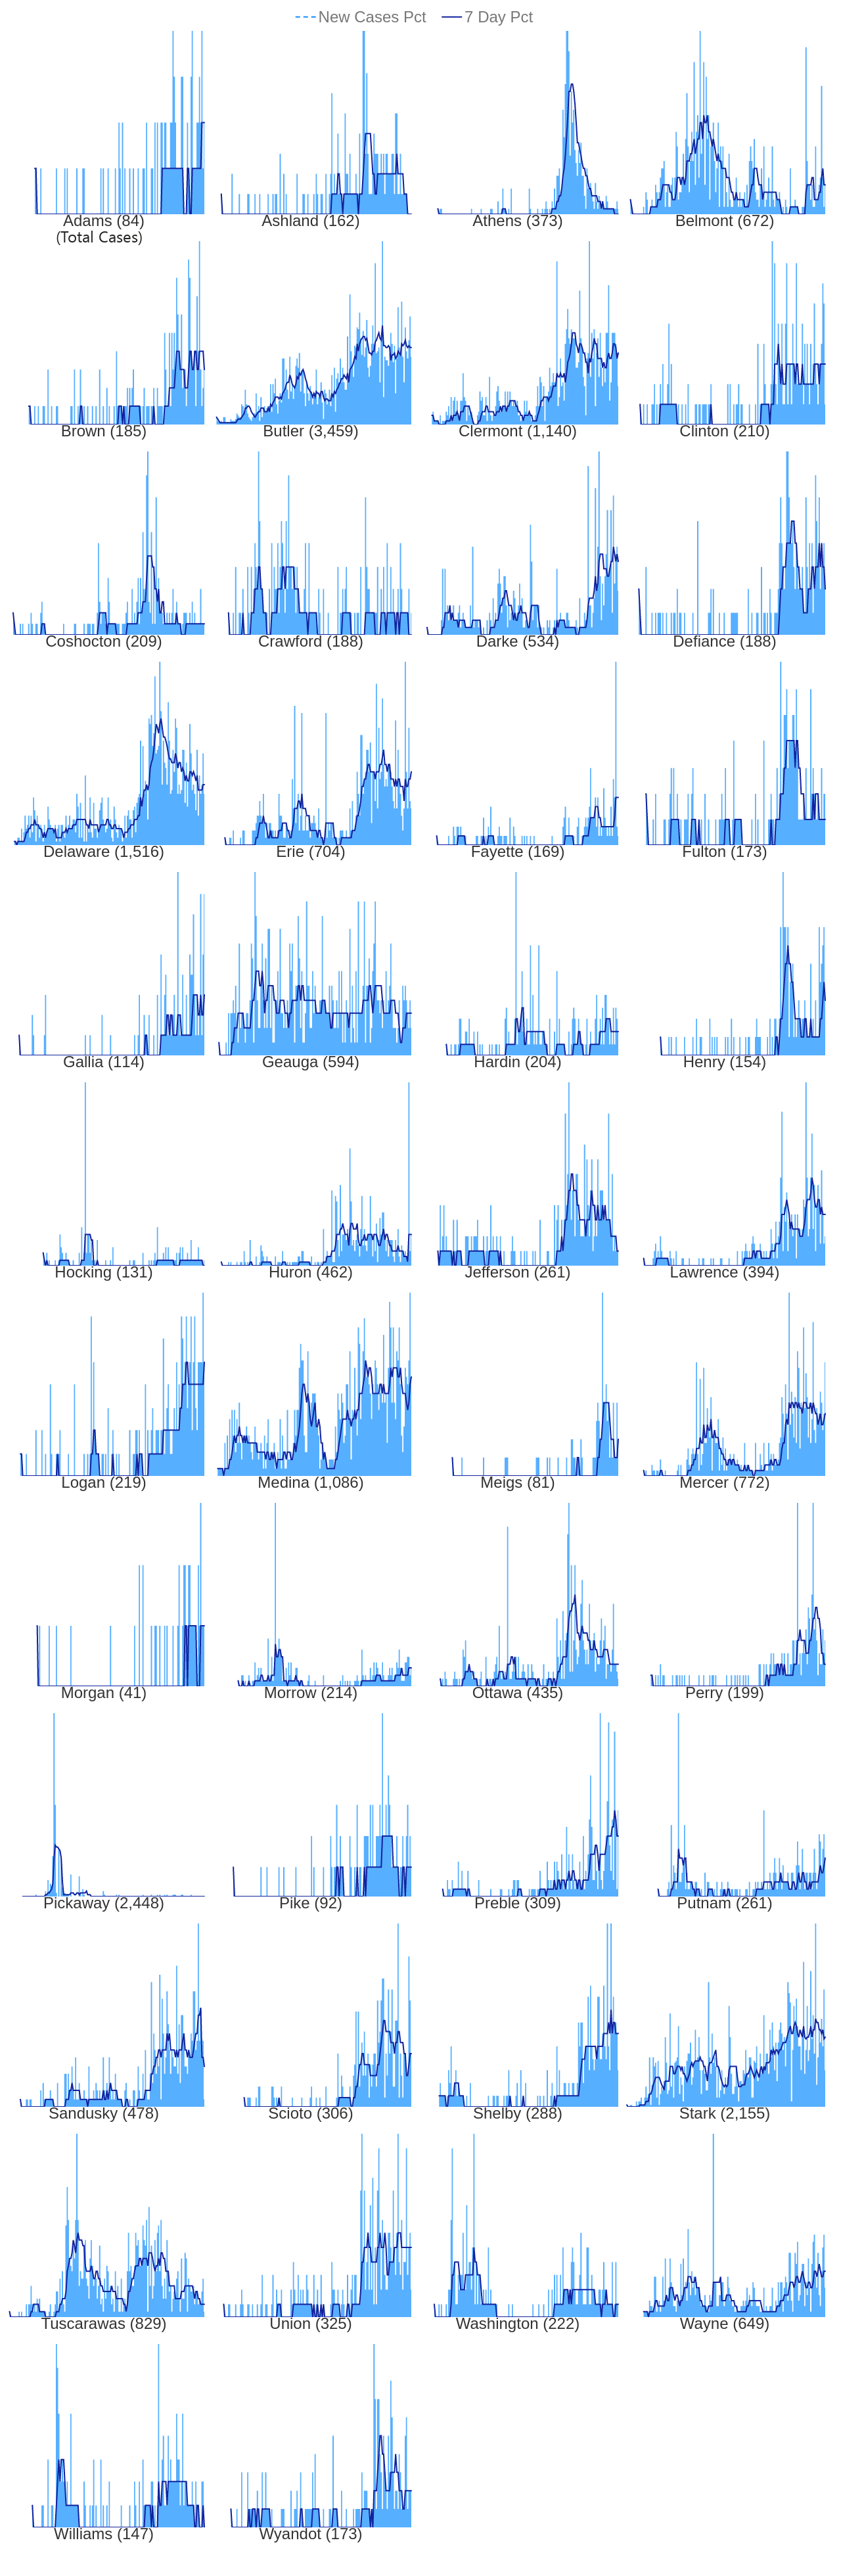 New Cases Pct 7 Day Pct
Adams (84) Ashland (162) Athens (373) Belmont (672)
(Total Cases)
Brown (185) Butler (3,459) Clermont (1,140) Clinton (210)
Coshocton (209) Crawford (188) Darke (534) Defiance (188)
Delaware (1,516) Erie (704) Fayette (169) Fulton (173)
Gallia (114) Geauga (594) Hardin (204) Henry (154)
Hocking (131) Huron (462) Jefferson (261) Lawrence (394)
Logan (219) Medina (1,086) Meigs (81) Mercer (772)
Morgan (41) Morrow (214) Ottawa (435) Perry (199)
Pickaway (2,448) Pike (92) Preble (309) Putnam (261)
Sandusky (478) Scioto (306) Shelby (288) Stark (2,155)
Tuscarawas (829) Union (325) Washington (222) Wayne (649)
Williams (147) Wyandot (173)